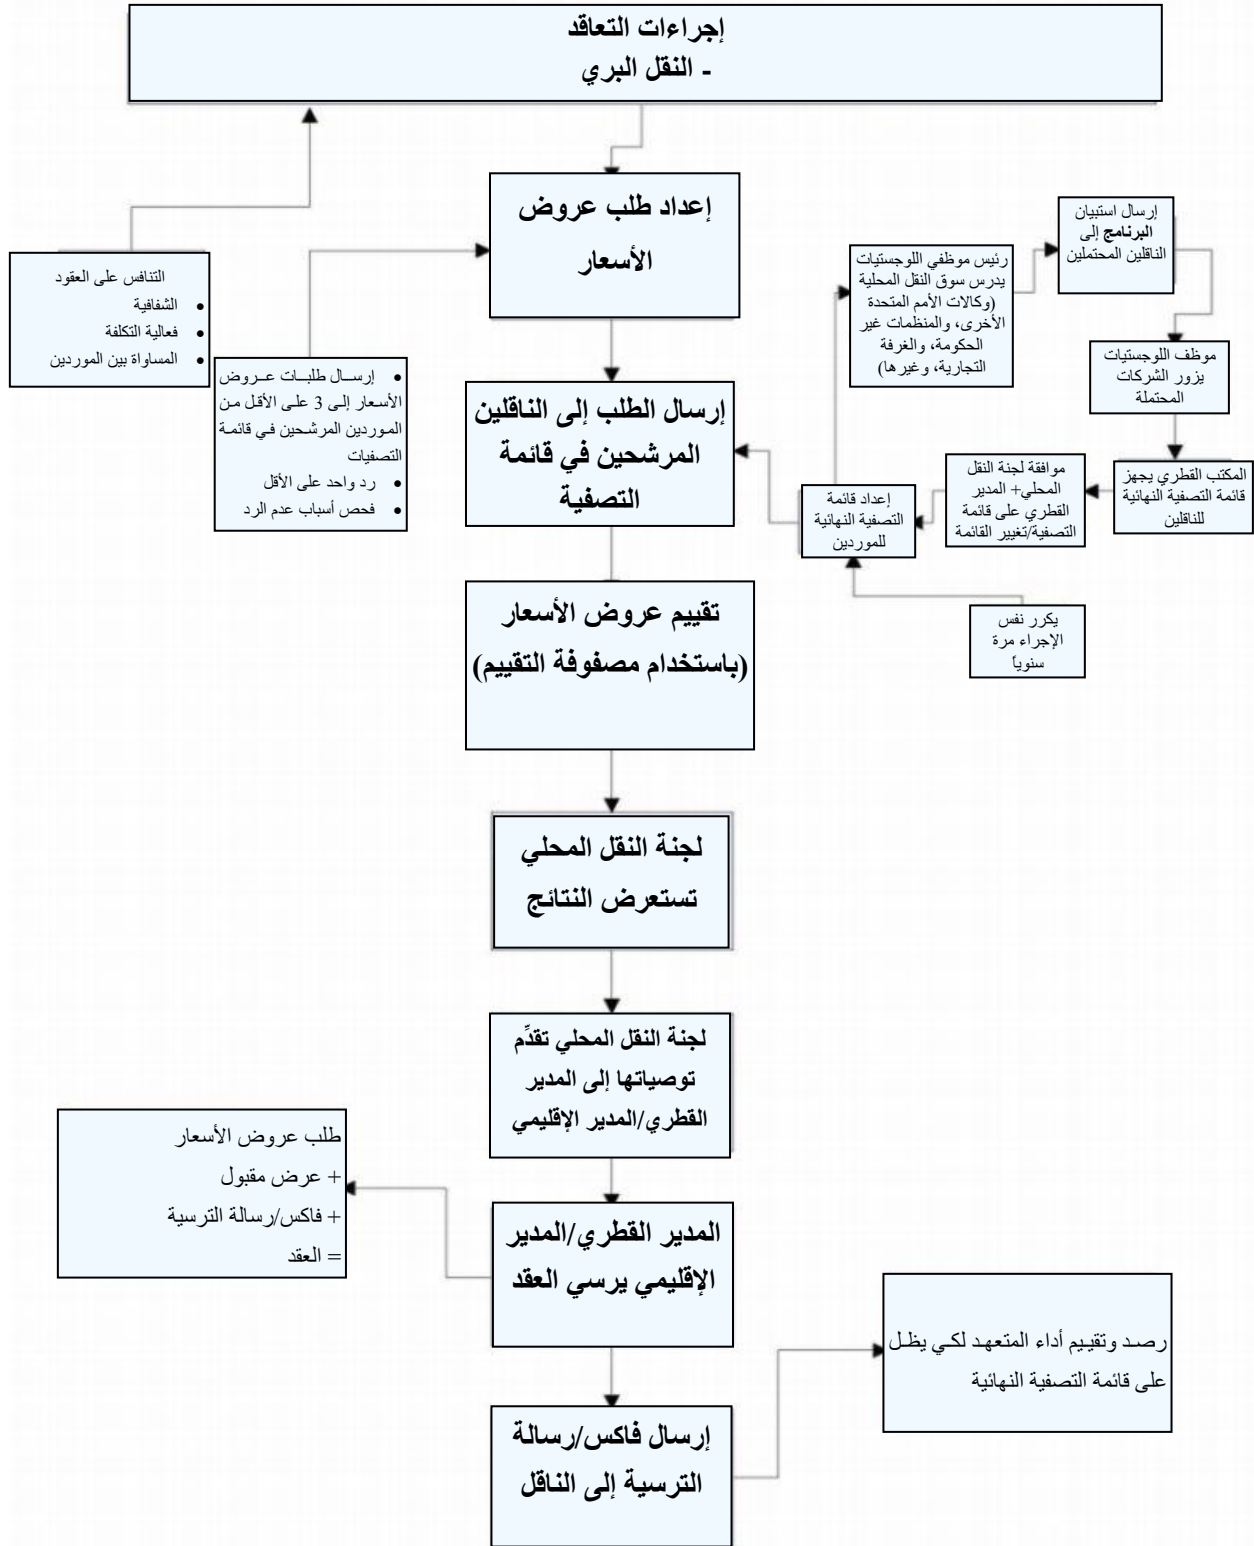 إجراءات التعاقد
- النقل البري
إعداد طلب عروض
الأسعار
إرسال استبيان
البرنامج إلى
الناقلين المحتملين
رئيس موظفي اللوجستيات
يدرس سوق النقل المحلية
(وكالات الأمم المتحدة
الأخرى، والمنظمات غير
الحكومة، والغرفة
التجارية، وغيرها)
التنافس على العقود
• الشفافية
• فعالية التكلفة
• المساواة بين الموردين
موظف اللوجستيات
يزور الشركات
المحتملة
• إرسال طلبات عروض
الأسعار إلى 3 على الأقل من
الموردين المرشحين في قائمة
التصفيات
• رد واحد على الأقل
• فحص أسباب عدم الرد
إرسال الطلب إلى الناقلين
المرشحين في قائمة
التصفية
المكتب القطري يجهز
قائمة التصفية النهائية
للناقلين
موافقة لجنة النقل
المحلي+ المدير
القطري على قائمة
التصفية/تغيير القائمة
إعداد قائمة
التصفية النهائية
للموردين
يكرر نفس
الإجراء مرة
سنوياً
تقييم عروض الأسعار
(باستخدام مصفوفة التقييم)
لجنة النقل المحلي
تستعرض النتائج
لجنة النقل المحلي تقدِّم
توصياتها إلى المدير
القطري/المدير الإقليمي
طلب عروض الأسعار
+ عرض مقبول
+ فاكس/رسالة الترسية
= العقد
المدير القطري/المدير
الإقليمي يرسي العقد
رصد وتقييم أداء المتعهد لكي يظل
على قائمة التصفية النهائية
إرسال فاكس/رسالة
الترسية إلى الناقل